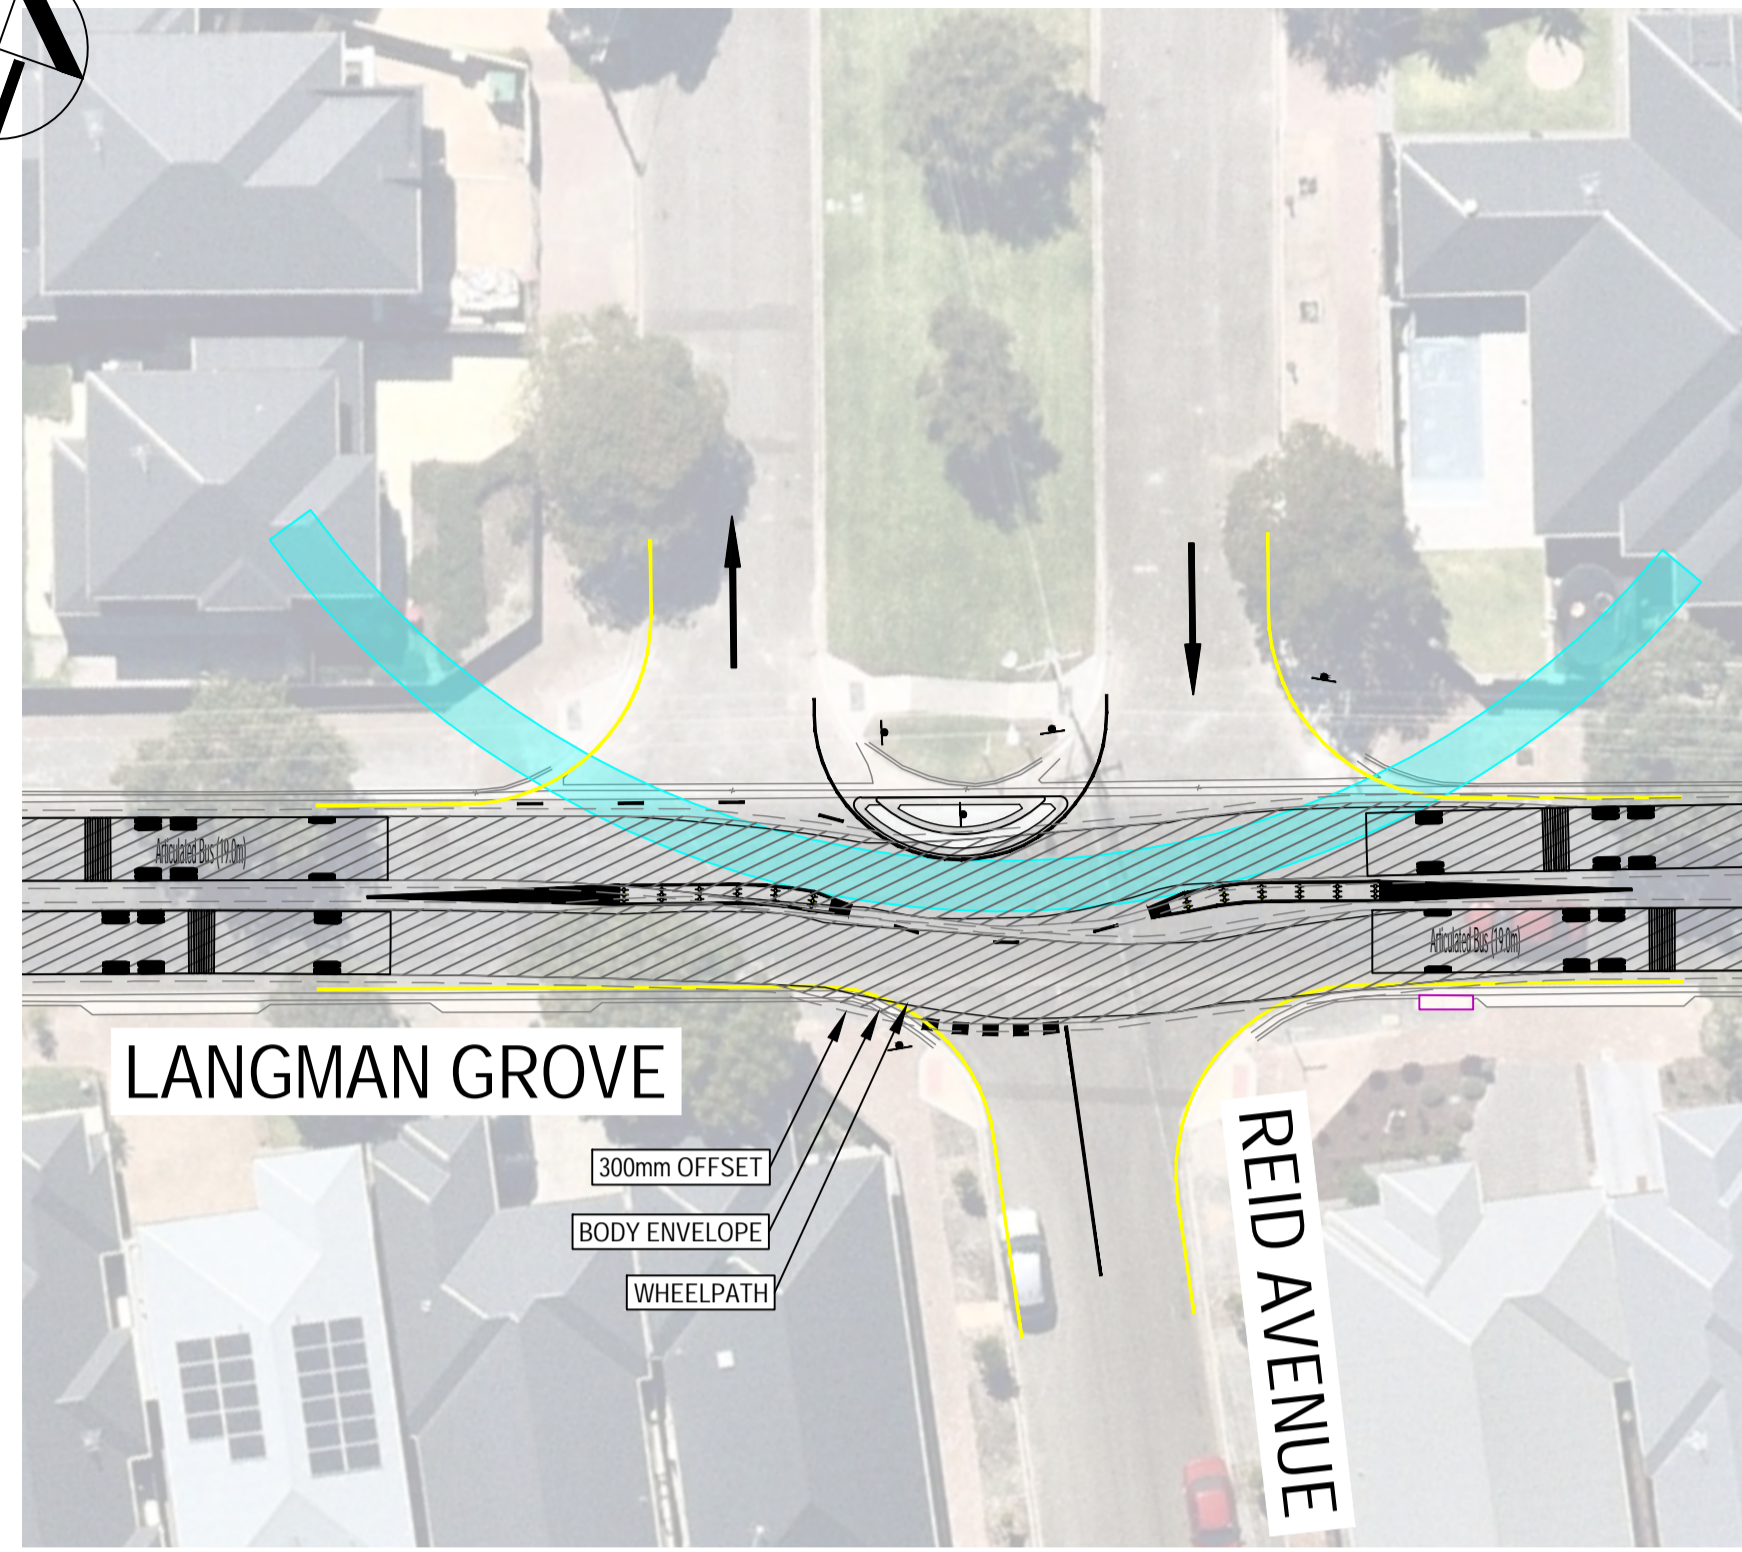 Articulated Bus (19.0m)
Articulated Bus (19.0m)
LANGMAN GROVE
300mm OFFSET
BODY ENVELOPE
WHEELPATH
REID AVENUE